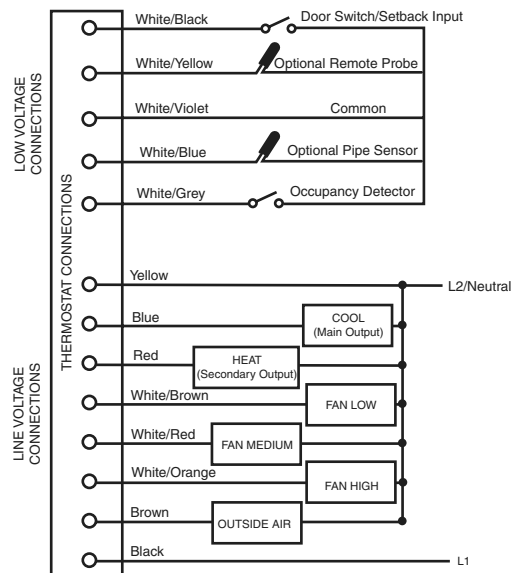 LOW VOLTAGE
CONNECTIONS
THERMOSTAT CONNECTIONS
LINE VOLTAGE
CONNECTIONS
White/Black
Door Switch/Setback Input
White/Yellow
Optional Remote Probe
White/Violet
Common
White/Blue
Optional Pipe Sensor
White/Grey
Occupancy Detector
Yellow
L2/Neutral
Blue
COOL
(Main Output)
Red
HEAT
(Secondary Output)
White/Brown
FAN LOW
White/Red
FAN MEDIUM
White/Orange
FAN HIGH
Brown
OUTSIDE AIR
Black
L1